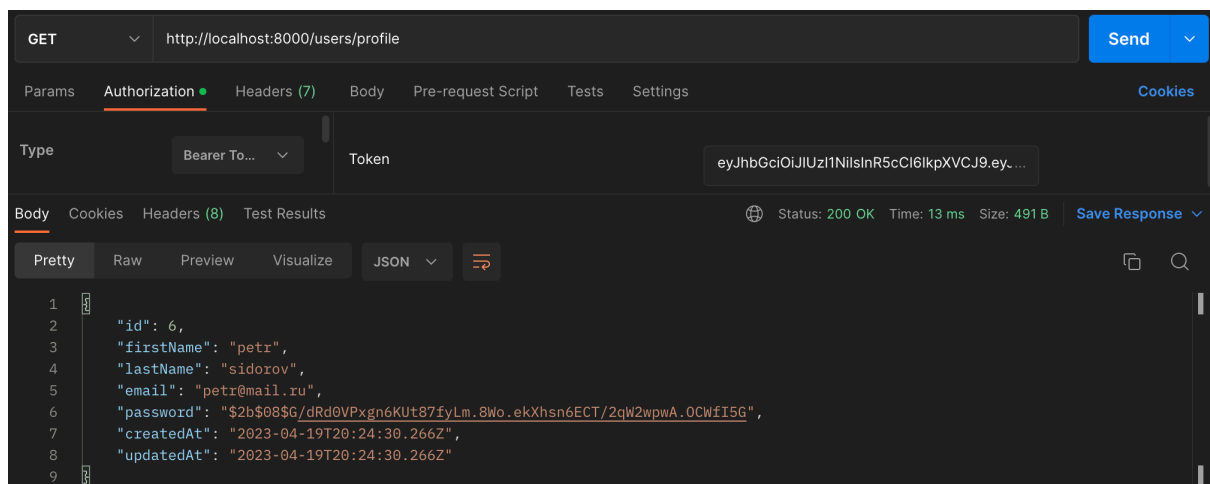 GET http://localhost:8000/users/profile Send
Params Authorization Headers (7) Body Pre-request Script Tests Settings Cookies
Type Bearer To... Token eyJhbGciOiJIUzI1NiIsInR5cCI6IkpXVCJ9.eyJ...
Body Cookies Headers (8) Test Results Status: 200 OK Time: 13 ms Size: 491 B Save Response
Pretty Raw Preview Visualize JSON
1 {
2 "id": 6,
3 "firstName": "petr",
4 "lastName": "sidorov",
5 "email": "petr@mail.ru",
6 "password": "$2b$08$G/dRd0VPxgn6KUt87fyLm.8Wo.ekXhsn6ECT/2qW2wpwA.OCWfI5G",
7 "createdAt": "2023-04-19T20:24:30.266Z",
8 "updatedAt": "2023-04-19T20:24:30.266Z"
9 }